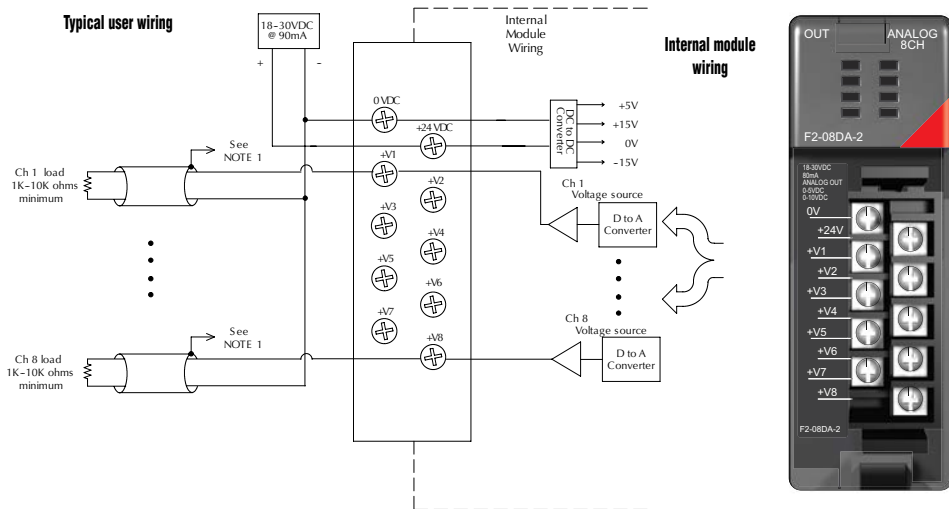 Typical user wiring
18-30VDC
@ 90mA
+
-
Internal
Module
Wiring
Internal module
wiring
0 VDC
+24 VDC
DC to DC
Converter
+5V
+15V
0V
-15V
See
NOTE 1
Ch 1 load
1K-10K ohms
minimum
+V1
+V2
+V3
+V4
+V5
+V6
+V7
+V8
Ch 1
Voltage source
D to A
Converter
Ch 8
Voltage source
D to A
Converter
See
NOTE 1
Ch 8 load
1K-10K ohms
minimum
OUT
ANALOG
8CH
F2-08DA-2
18-30VDC
80mA
ANALOG OUT
0-5VDC
0-10VDC
0V
+24V
+V1
+V2
+V3
+V4
+V5
+V6
+V7
+V8
F2-08DA-2